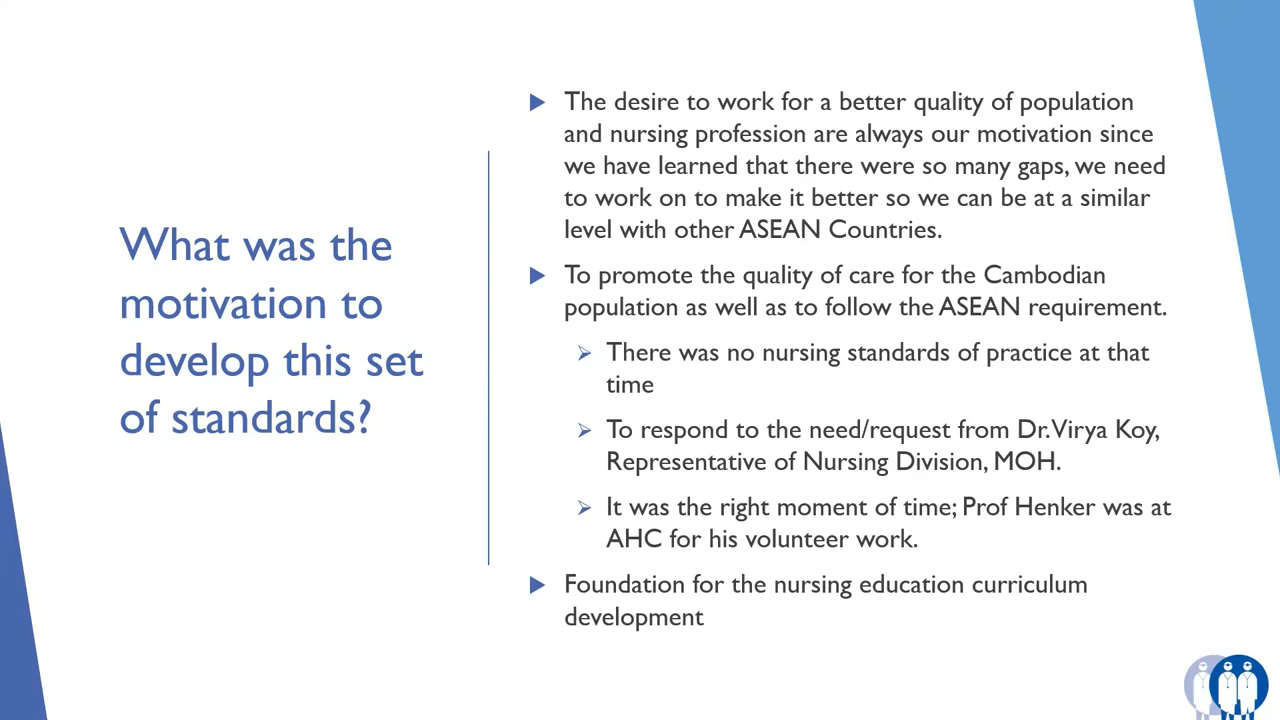 What was the
motivation to
develop this set
of standards?
The desire to work for a better quality of population
and nursing profession are always our motivation since
we have learned that there were so many gaps, we need
to work on to make it better so we can be at a similar
level with other ASEAN Countries.
To promote the quality of care for the Cambodian
population as well as to follow the ASEAN requirement.
There was no nursing standards of practice at that
time
To respond to the need/request from Dr. Virya Koy,
Representative of Nursing Division, MOH.
It was the right moment of time; Prof Henker was at
AHC for his volunteer work.
Foundation for the nursing education curriculum
development